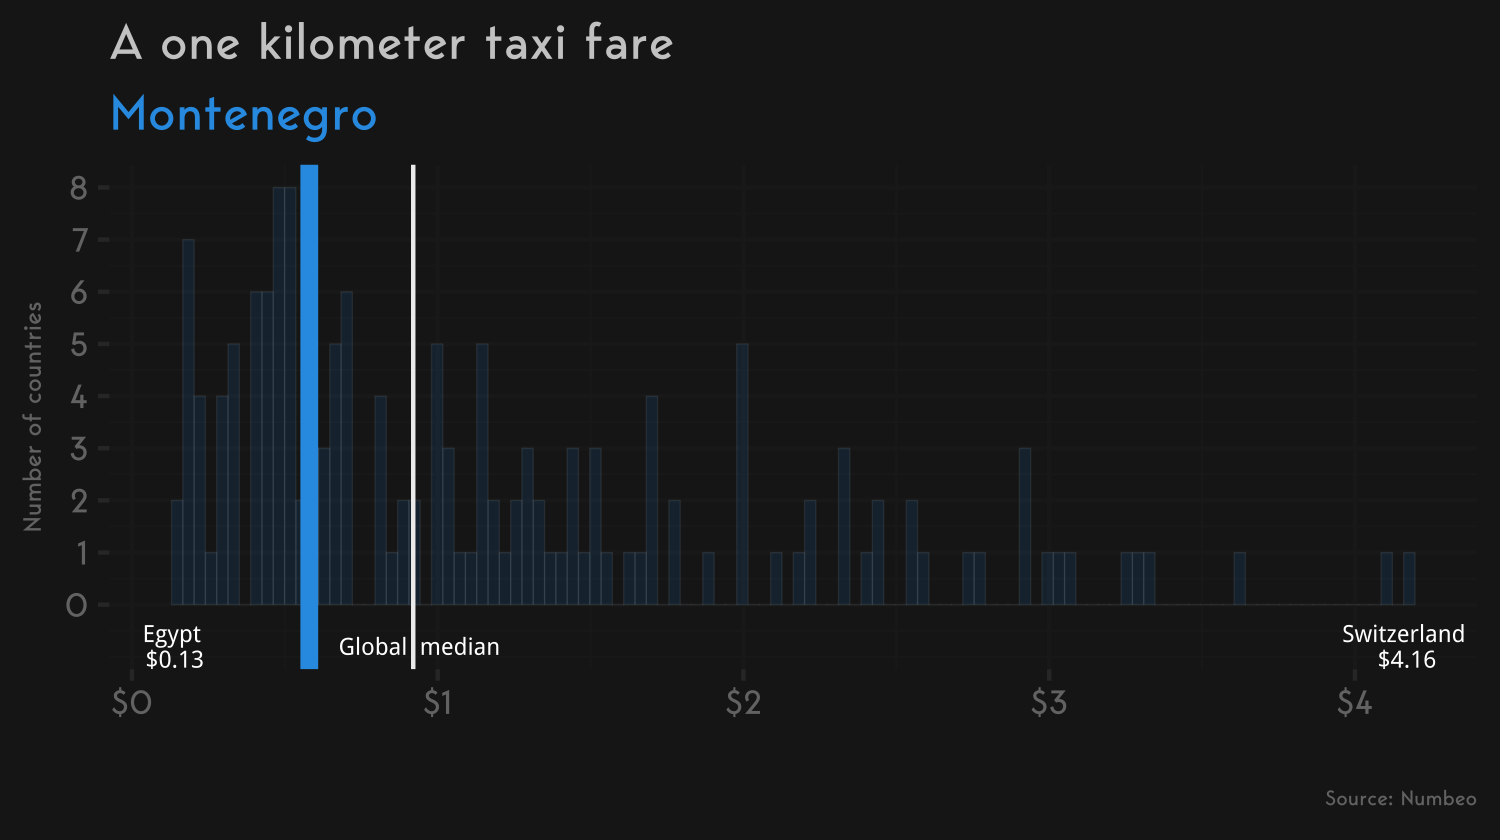 A one kilometer taxi fare
Montenegro
Number of countries
8
7
6
5
4
3
2
1
0
Egypt
$0.13
Global median
Switzerland
$4.16
$0
$1
$2
$3
$4
Source: Numbeo